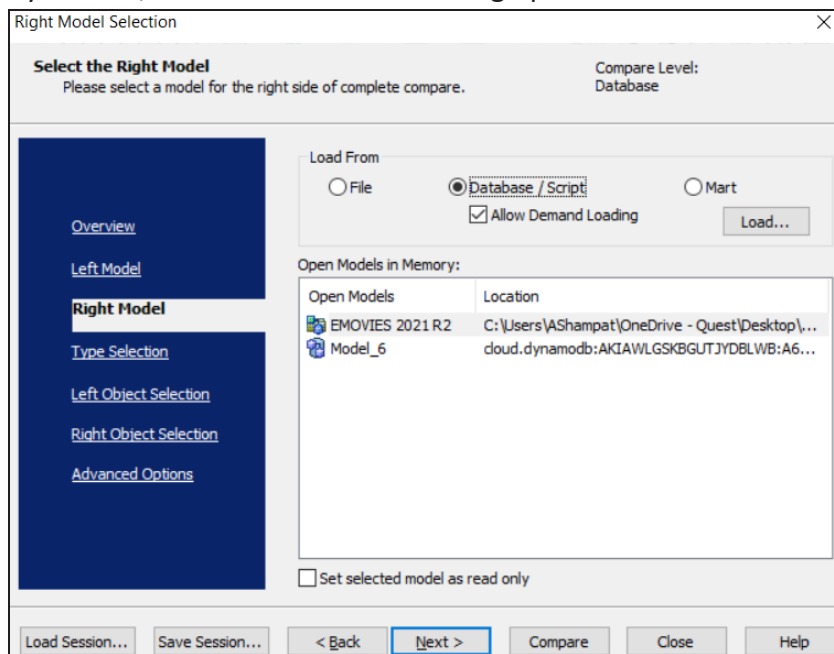 Right Model Selection
Select the Right Model
Please select a model for the right side of complete compare.
Compare Level:
Database
Overview
Left Model
Right Model
Type Selection
Left Object Selection
Right Object Selection
Advanced Options
Load From
File
Database / Script
Mart
Allow Demand Loading
Load...
Open Models in Memory:
Open Models Location
EMOVIES 2021 R2 C:\Users\AShampat\OneDrive - Quest\Desktop\...
Model_6 cloud.dynamodb:AKIAWLGSKBGUTJYDBLWB:A6...
Set selected model as read only
Load Session... Save Session... < Back Next > Compare Close Help